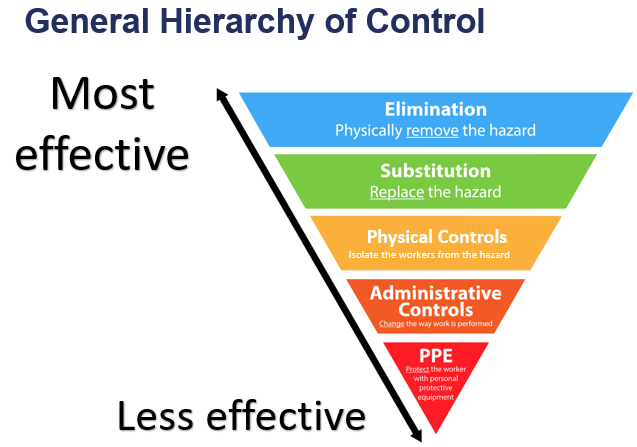 General Hierarchy of Control
Most
effective
Elimination
Physically remove the hazard
Substitution
Replace the hazard
Physical Controls
Isolate the workers from the hazard
Administrative
Controls
Change the way work is performed
PPE
Protect the worker
with personal
protective
equipment
Less effective